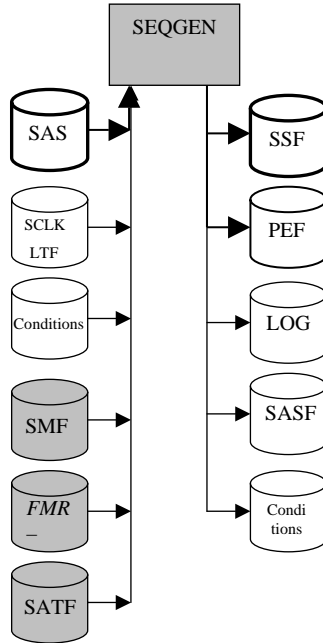 SEQGEN
SAS
SCLK
LTF
Conditions
SMF
FMR
_
SATF
SSF
PEF
LOG
SASF
Condi
tions